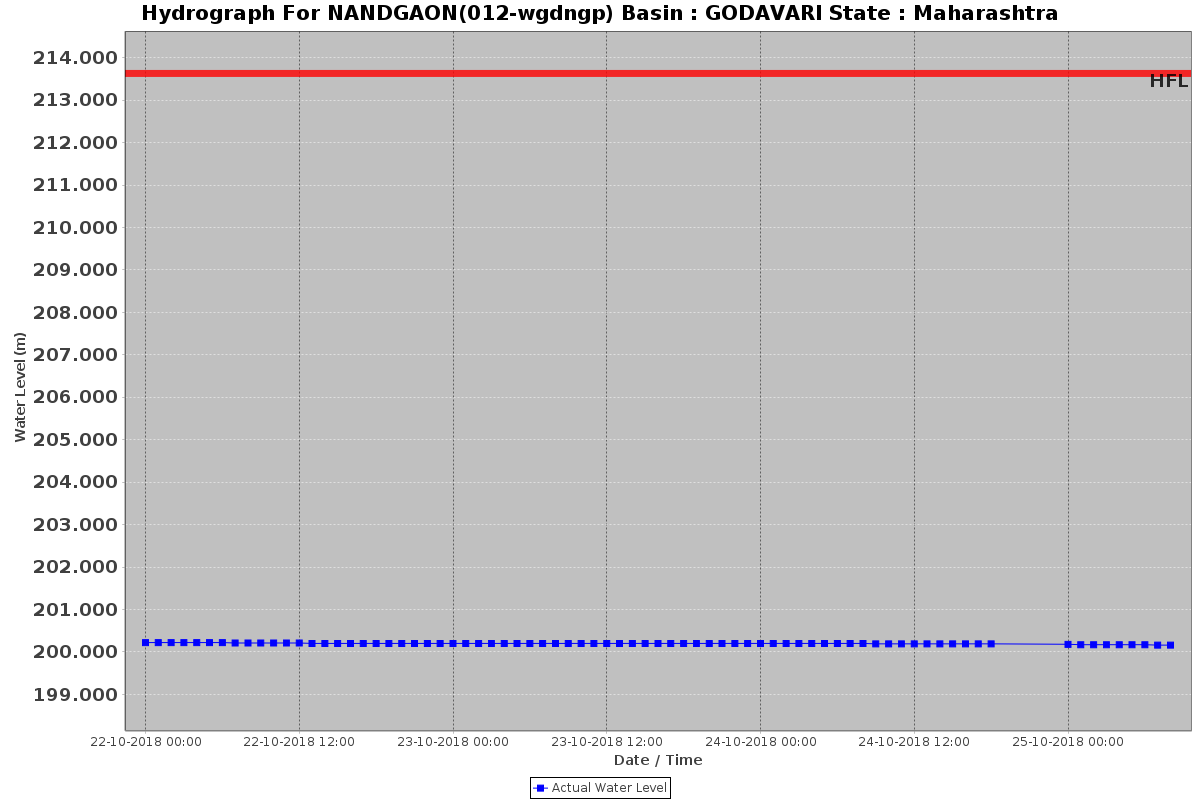 Hydrograph For NANDGAON(012-wgdngp) Basin : GODAVARI State : Maharashtra
214.000
HFL
213.000
212.000
211.000
210.000
209.000
208.000
207.000
206.000
205.000
204.000
203.000
202.000
201.000
200.000
199.000
Water Level (m)
22-10-2018 00:00 22-10-2018 12:00 23-10-2018 00:00 23-10-2018 12:00 24-10-2018 00:00 24-10-2018 12:00 25-10-2018 00:00
Date / Time
Actual Water Level